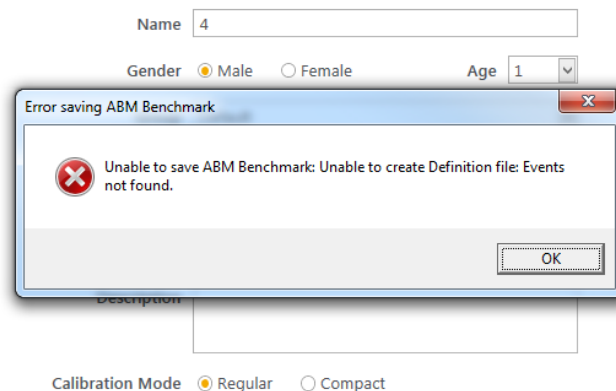 Name 4
Gender Male Female Age 1
Error saving ABM Benchmark
Unable to save ABM Benchmark: Unable to create Definition file: Events
not found.
OK
Description
Calibration Mode Regular Compact